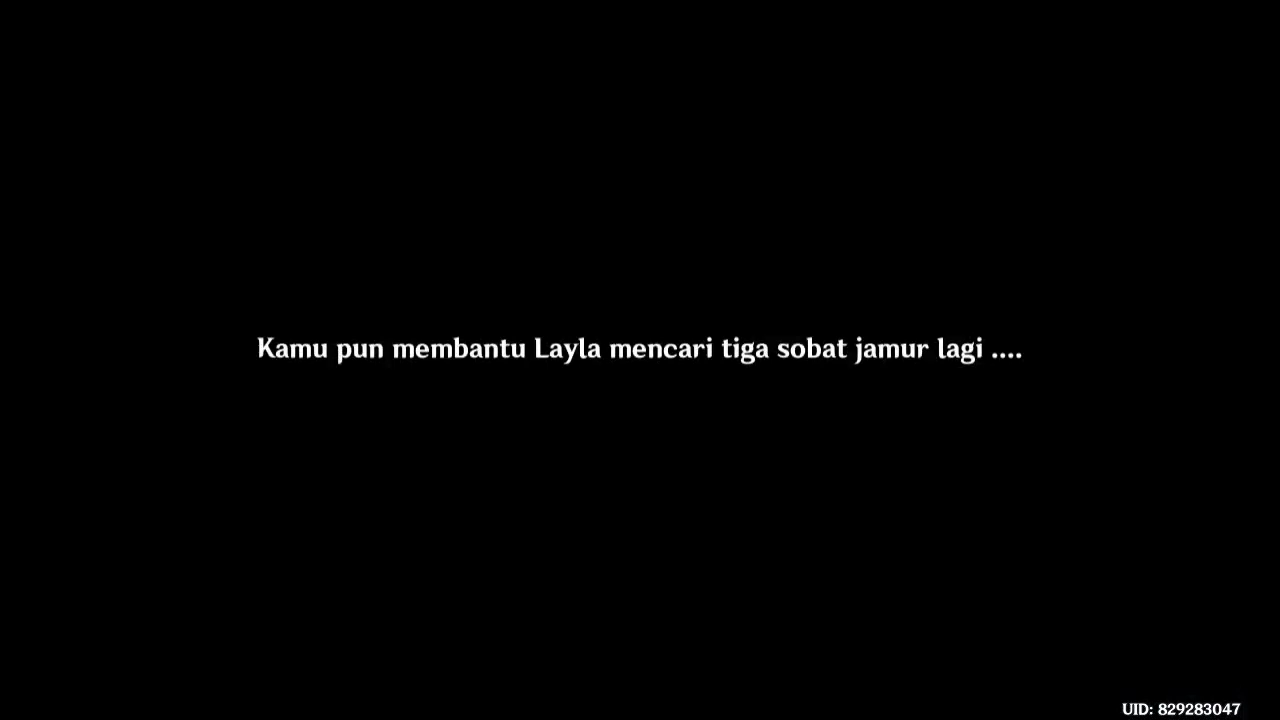 Kamu pun membantu Layla mencari tiga sobat jamur lagi ....
UID: 829283047